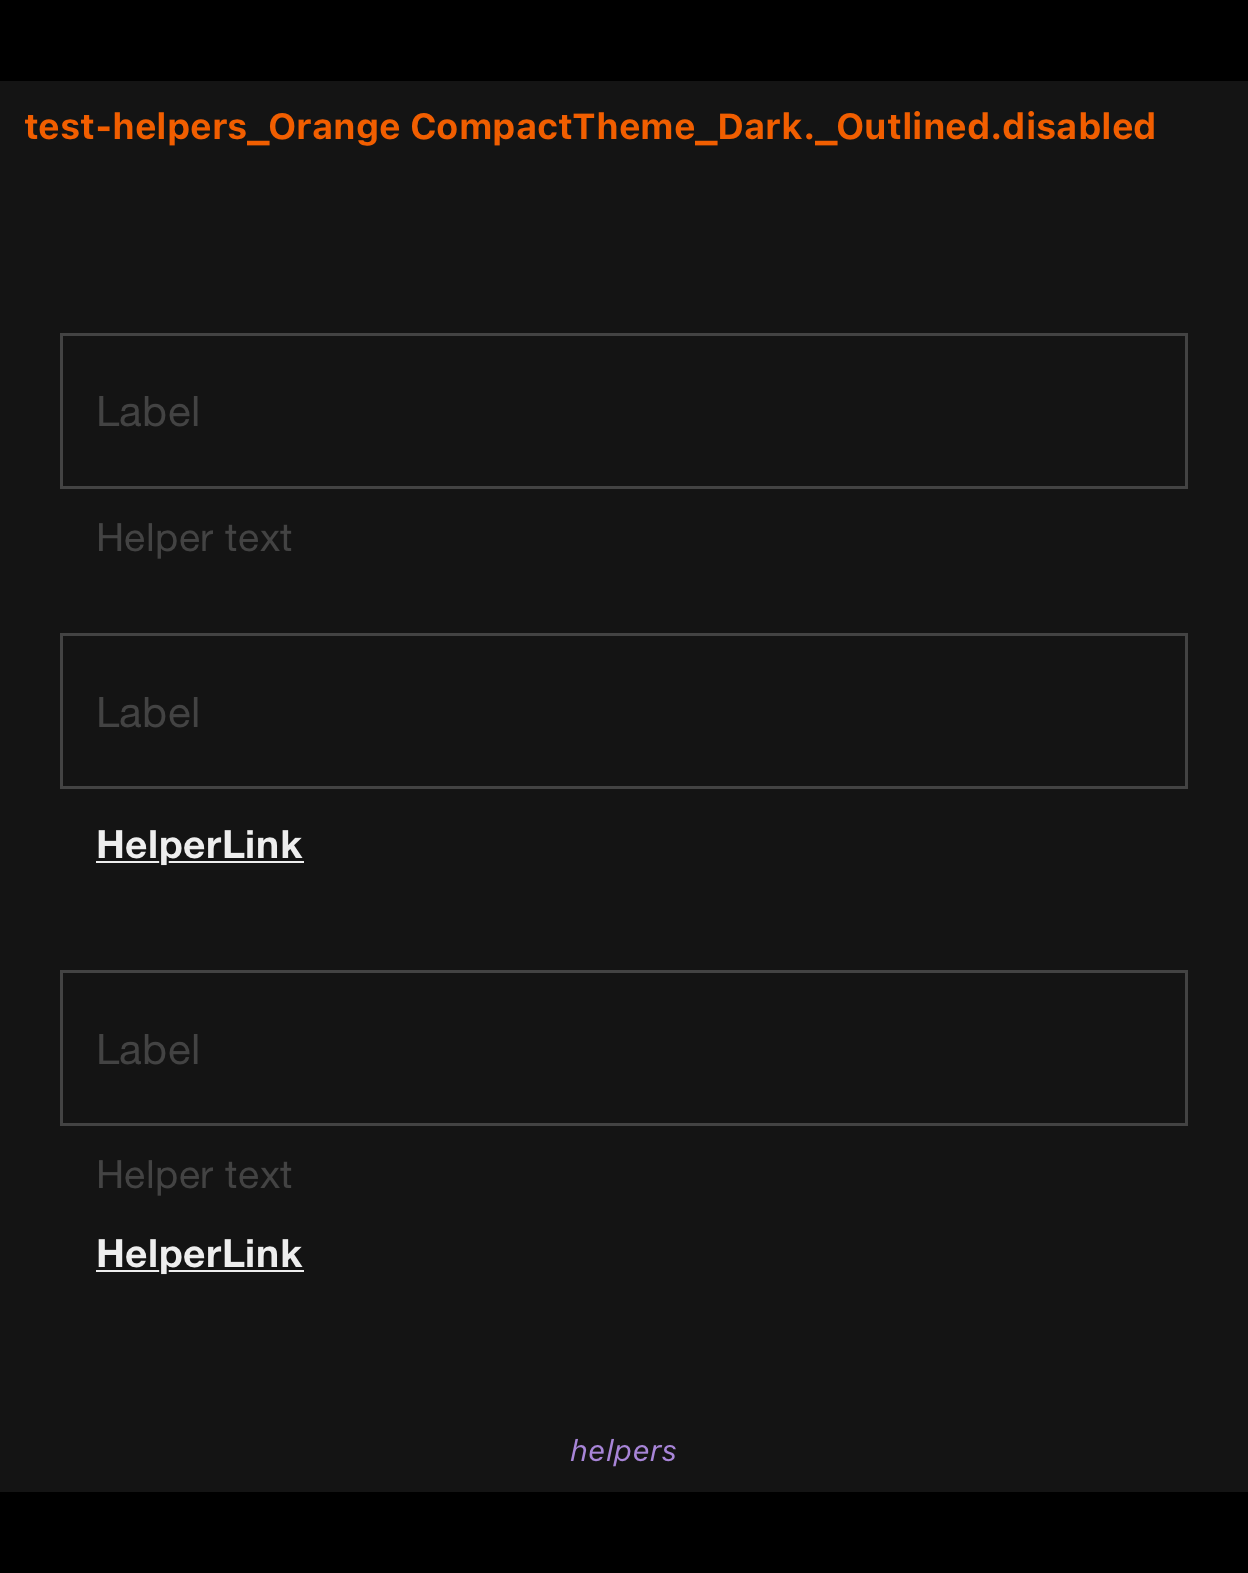 test-helpers_Orange CompactTheme_Dark._Outlined.disabled
Label
Helper text
Label
HelperLink
Label
Helper text
HelperLink
helpers